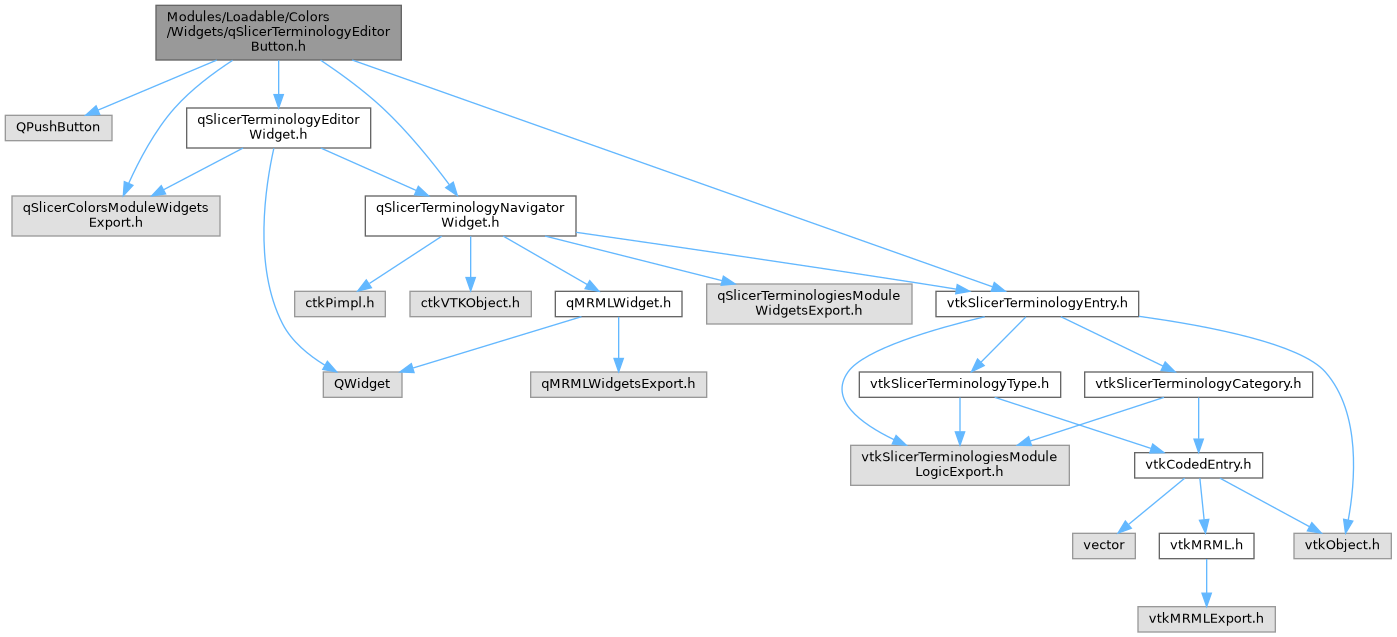 Modules/Loadable/Colors
/Widgets/qSlicerTerminologyEditor
Button.h
QPushButton
qSlicerTerminologyEditor
Widget.h
qSlicerColorsModuleWidgets
Export.h
qSlicerTerminologyNavigator
Widget.h
ctkPimpl.h
ctkVTKObject.h
qMRMLWidget.h
qSlicerTerminologiesModule
WidgetsExport.h
vtkSlicerTerminologyEntry.h
QWidget
qMRMLWidgetsExport.h
vtkSlicerTerminologyType.h
vtkSlicerTerminologyCategory.h
vtkSlicerTerminologiesModule
LogicExport.h
vtkCodedEntry.h
vector
vtkMRML.h
vtkObject.h
vtkMRMLExport.h